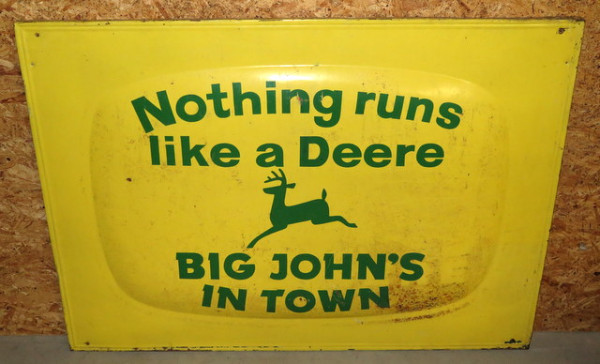 Nothing runs
like a Deere
BIG JOHN'S
IN TOWN